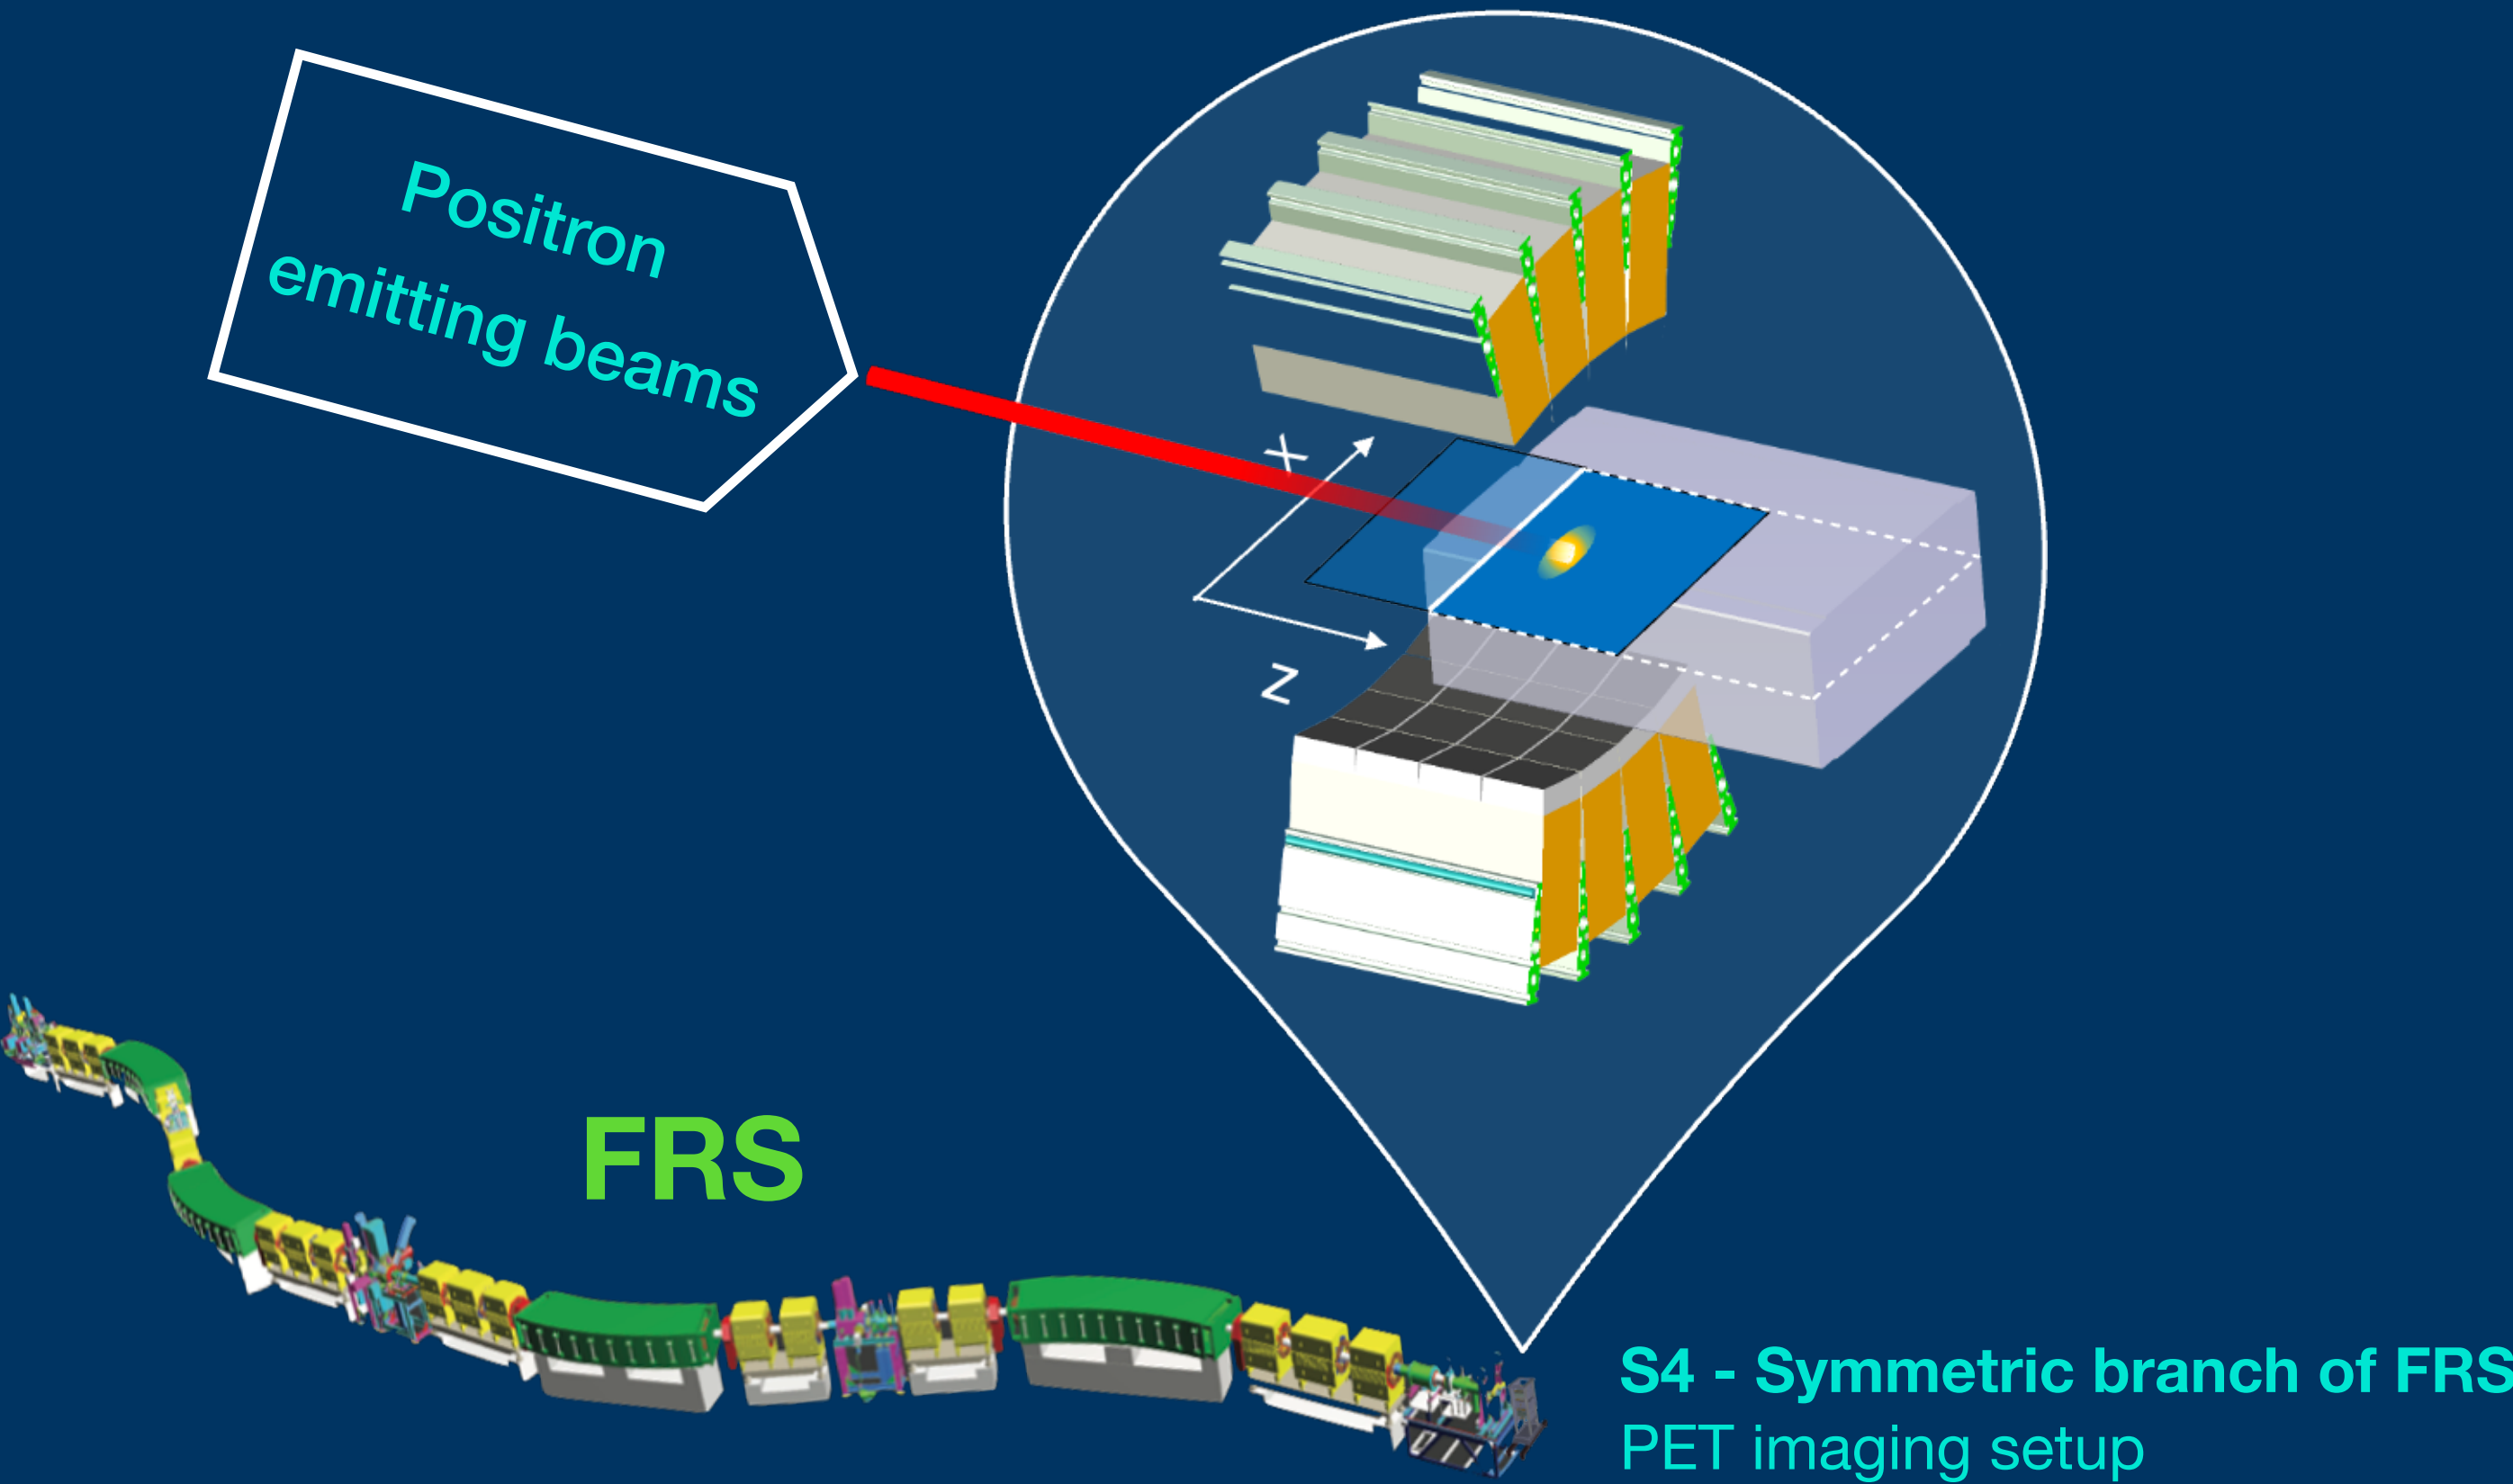 Positron
emitting beams
X
Z
FRS
S4 - Symmetric branch of FRS
PET imaging setup